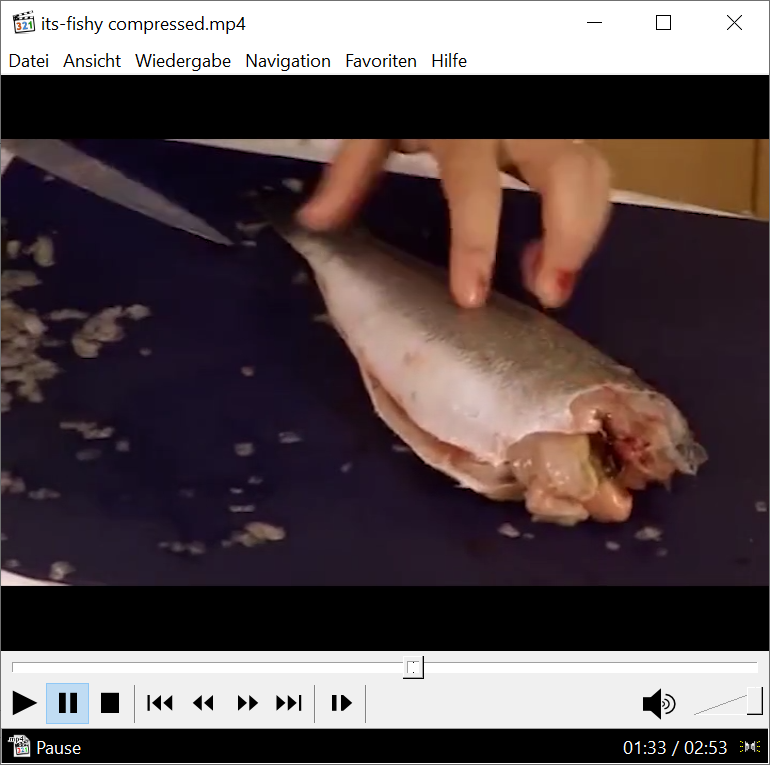 its-fishy compressed.mp4
Datei Ansicht Wiedergabe Navigation Favoriten Hilfe
Pause 01:33 / 02:53